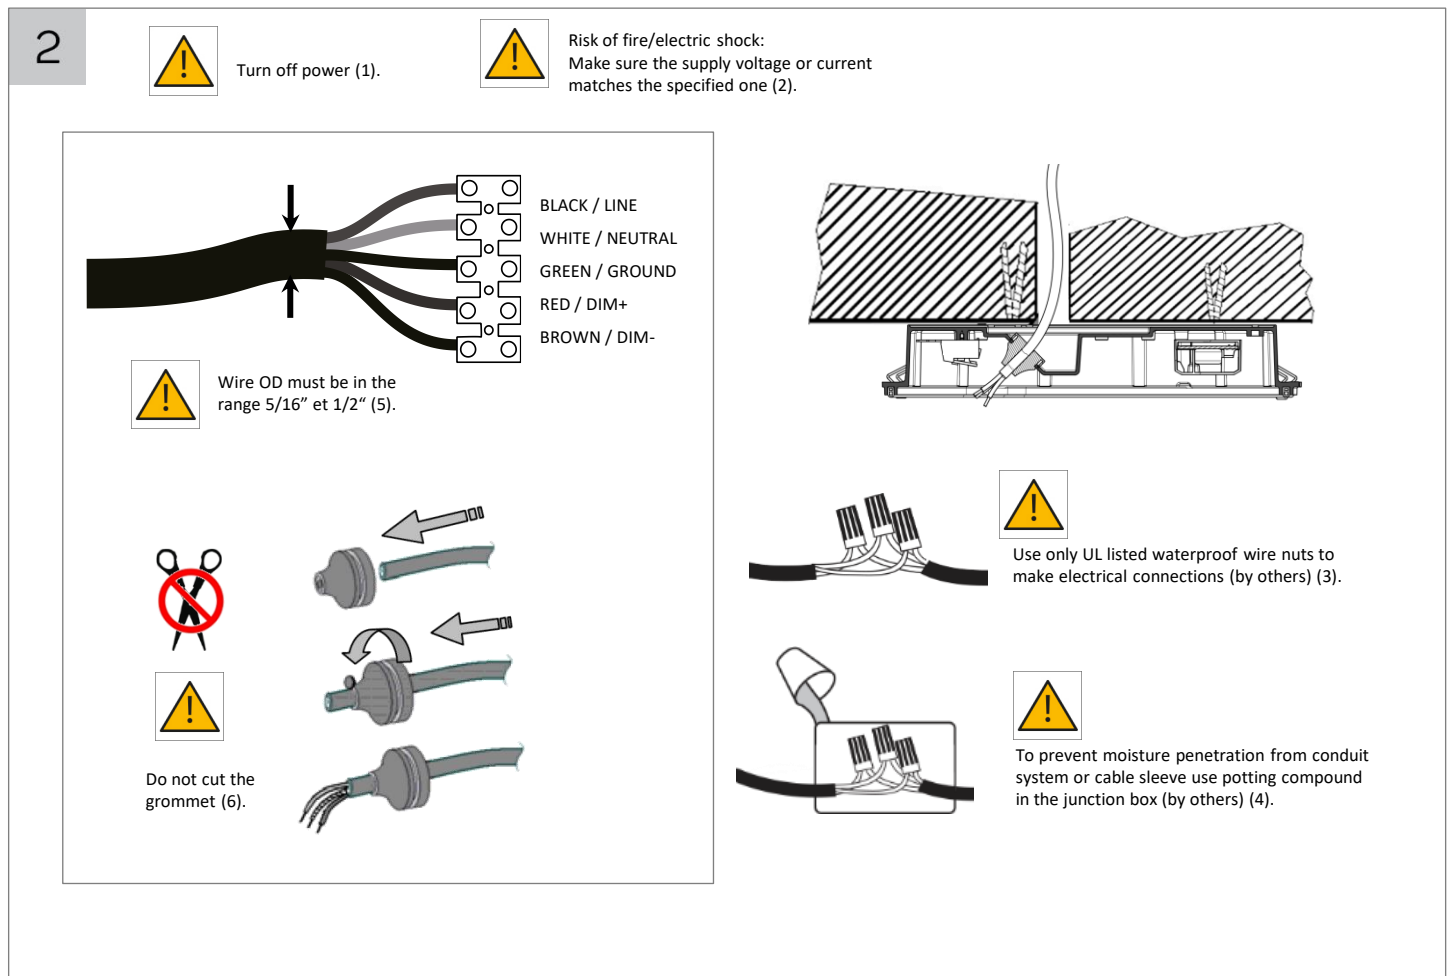 2
Turn off power (1).
Risk of fire/electric shock:
Make sure the supply voltage or current
matches the specified one (2).
BLACK / LINE
WHITE / NEUTRAL
GREEN / GROUND
RED / DIM+
BROWN / DIM-
Wire OD must be in the
range 5/16” et 1/2“ (5).
Do not cut the
grommet (6).
Use only UL listed waterproof wire nuts to
make electrical connections (by others) (3).
To prevent moisture penetration from conduit
system or cable sleeve use potting compound
in the junction box (by others) (4).